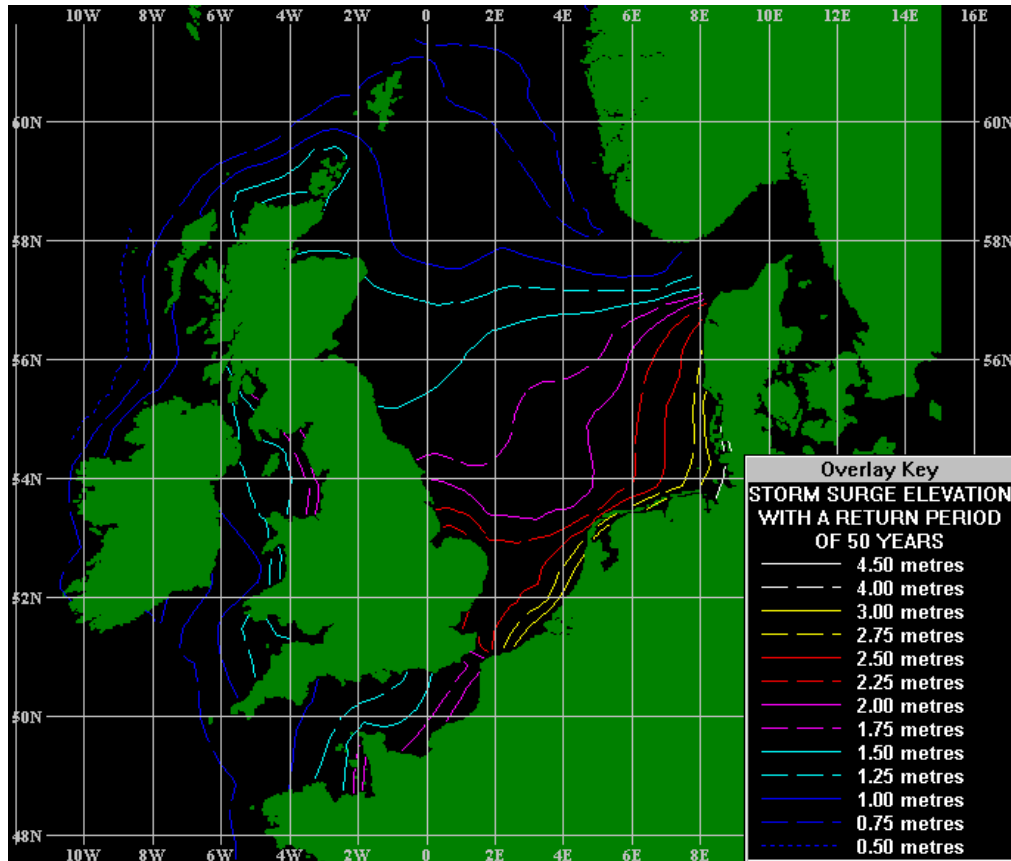 10W 8W 6W 4W 2W 0 2E 4E 6E 8E 10E 12E 14E 16E
60N 60N
58N 58N
56N 56N
54N
52N
50N
48N
10W 8W 6W 4W 2W 0 2E 4E 6E 8E
Overlay Key
STORM SURGE ELEVATION
WITH A RETURN PERIOD
OF 50 YEARS
4.50 metres
4.00 metres
3.00 metres
2.75 metres
2.50 metres
2.25 metres
2.00 metres
1.75 metres
1.50 metres
1.25 metres
1.00 metres
0.75 metres
0.50 metres